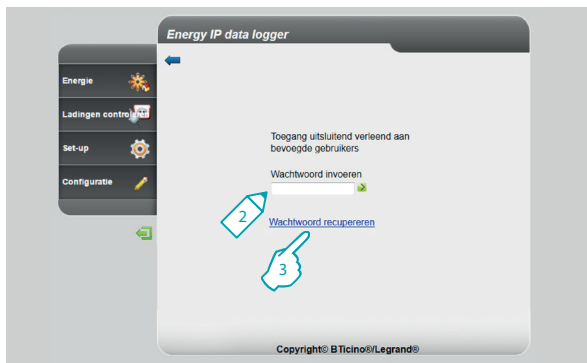 Energy IP data logger
Energie
Ladingen controleren
Set-up
Configuratie
Toegang uitsluitend verleend aan
bevoegde gebruikers
Wachtwoord invoeren
2
Wachtwoord recupereren
3
Copyright© BTicino®/Legrand®